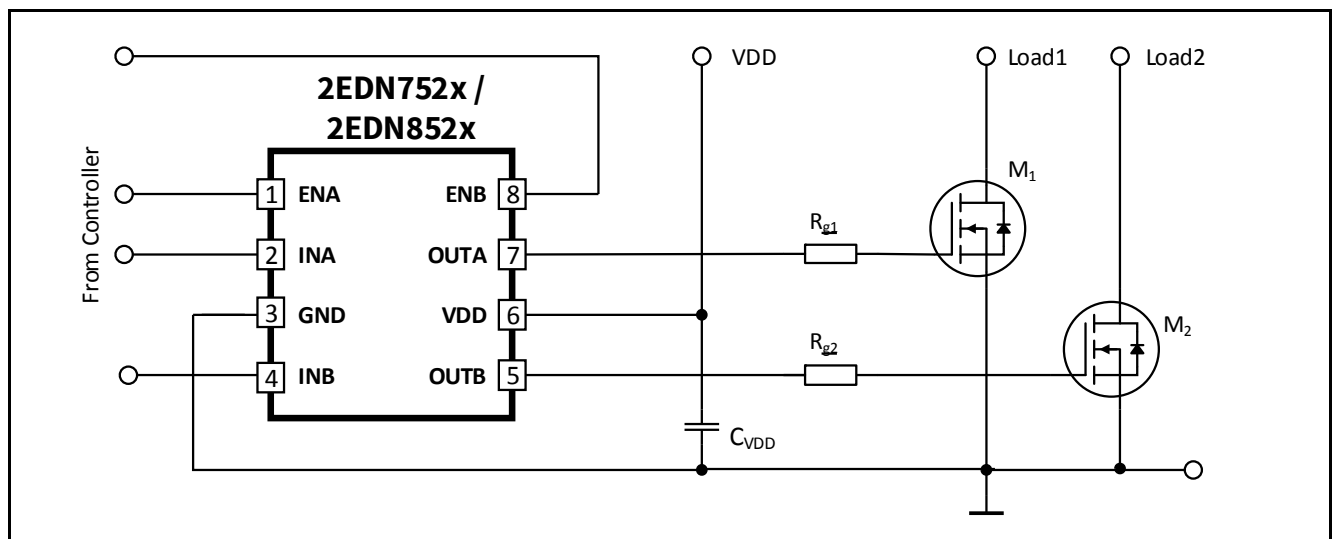 VDD
Load1
Load2
2EDN752x /
2EDN852x
From Controller
M1
1
ENA
ENB
8
Rg1
2
INA
OUTA
7
3
GND
VDD
6
M2
Rg2
4
INB
OUTB
5
CVDD